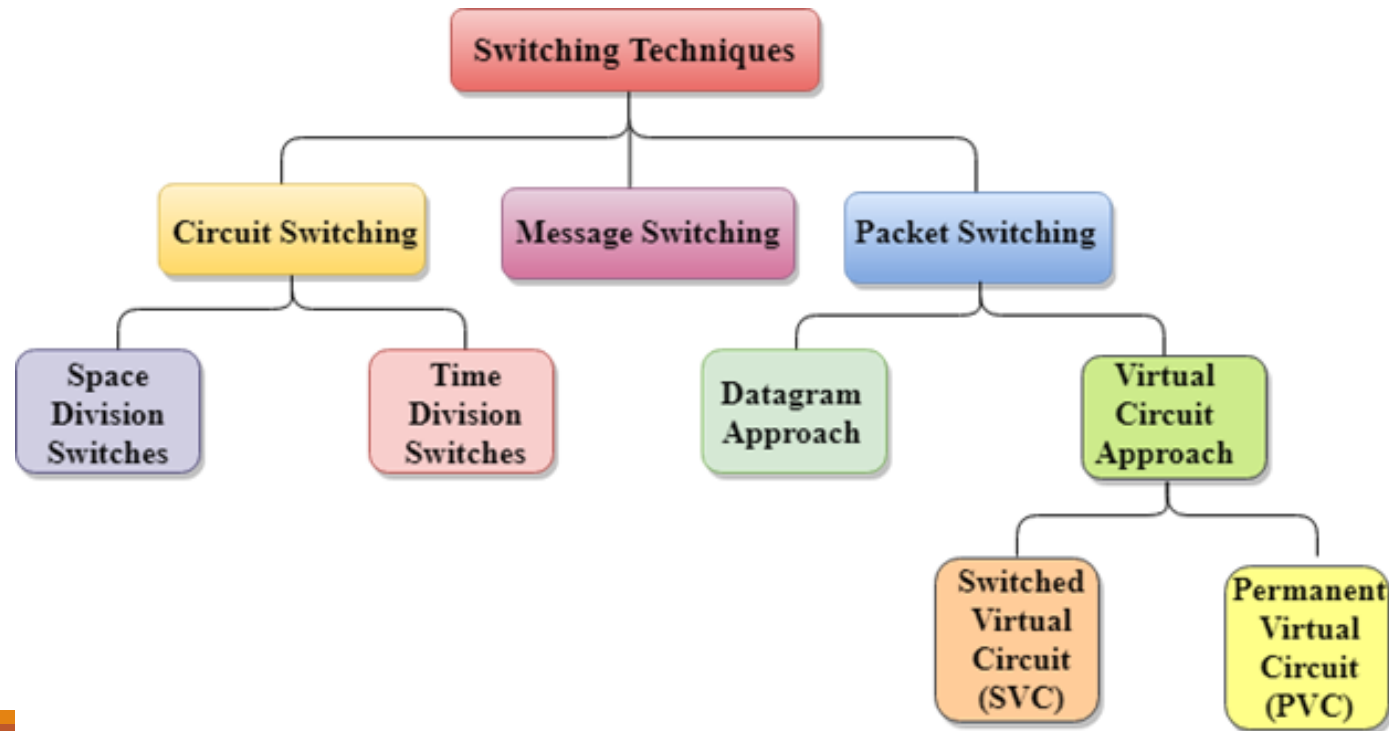 Switching Techniques
Circuit Switching
Message Switching
Packet Switching
Space
Division
Switches
Time
Division
Switches
Datagram
Approach
Virtual
Circuit
Approach
Switched
Virtual
Circuit
(SVC)
Permanent
Virtual
Circuit
(PVC)